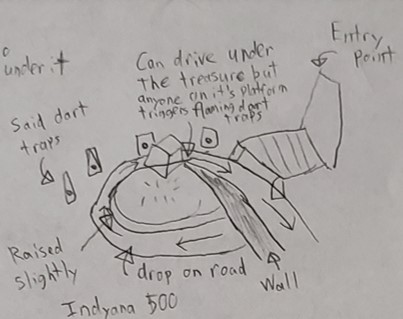 under it
Can drive under
the treasure but
anyone on it's platform
tringers flaming dart
traps
Entry
Point
Said dart
traps
Raised
slightly
drop on road
Wall
Indyana 500